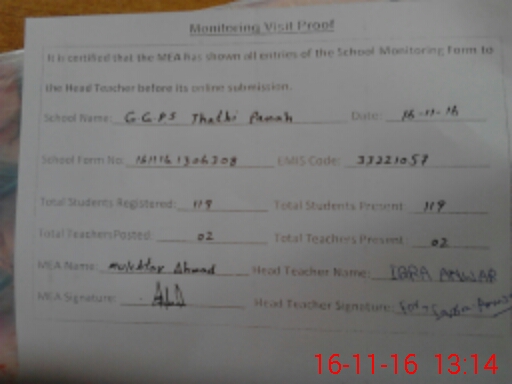 Monitoring Visit Proof
It is certified that the MEA has shown all entries of the School Monitoring Form to
the Head Teacher before its online submission.
School Name: G.G.P.S Thathi Panah Date: 16-11-16
School Form No: EMIS Code: 33221057
Total Students Registered: 119 Total Students Present: 119
Total Teachers Posted: 02 Total Teachers Present: 02
MEA Name: Mukhtar Ahmad Head Teacher Name: IQRA ANWAR
MEA Signature: Head Teacher Signature:
16-11-16 13:14